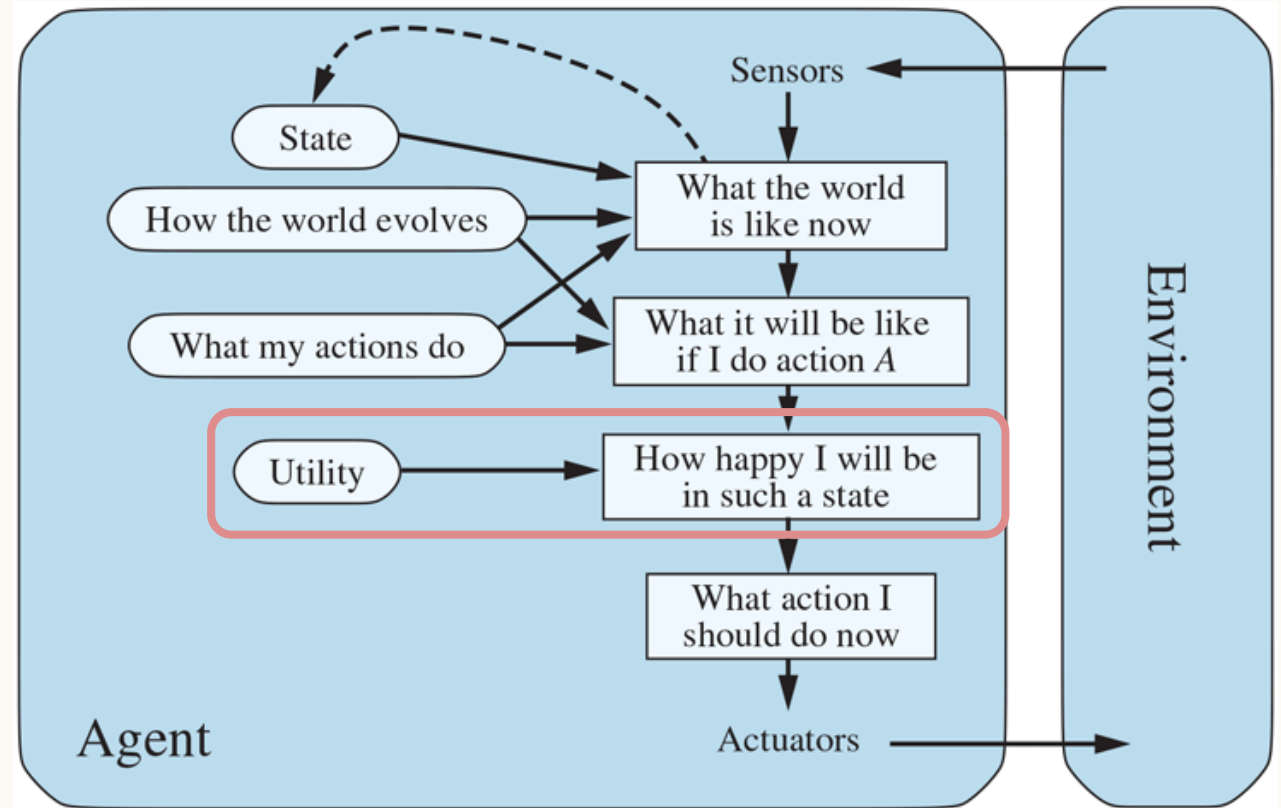 Sensors
State
What the world
is like now
How the world evolves
What it will be like
if I do action A
What my actions do
Utility
How happy I will be
in such a state
What action I
should do now
Actuators
Agent
Environment